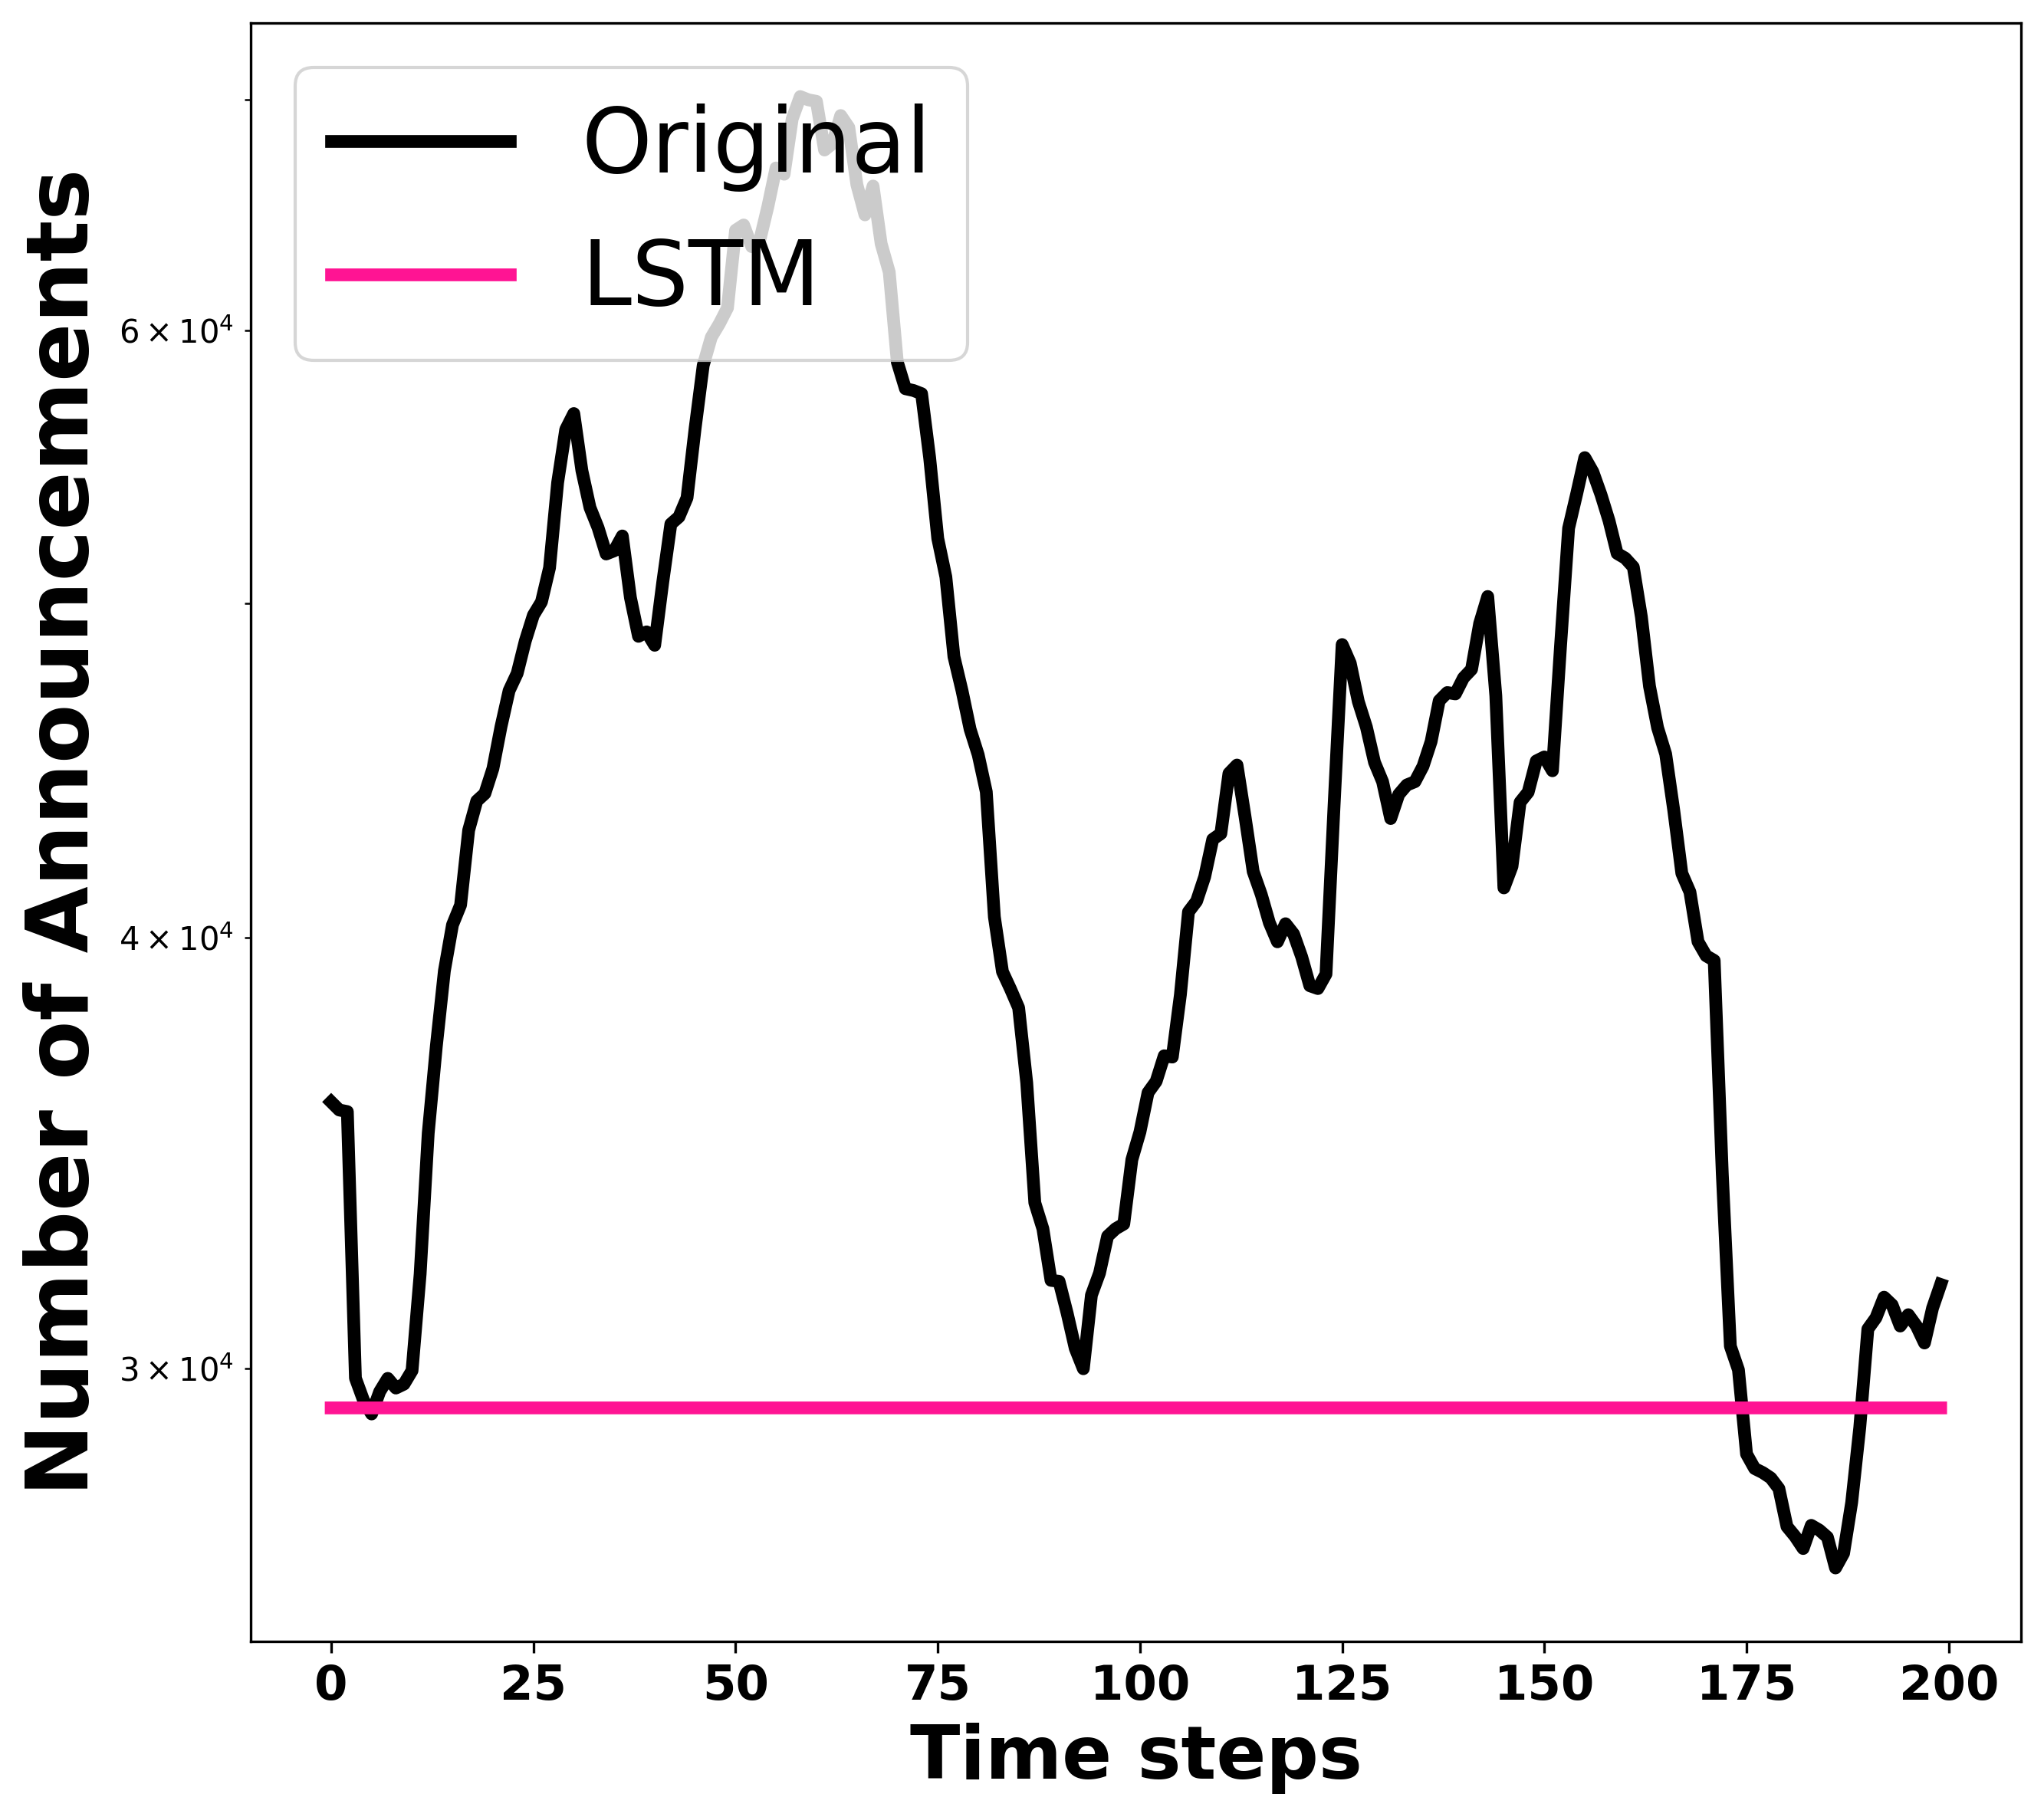 Original
LSTM
Number of Announcements
6 × 10⁴
4 × 10⁴
3 × 10⁴
0 25 50 75 100 125 150 175 200
Time steps